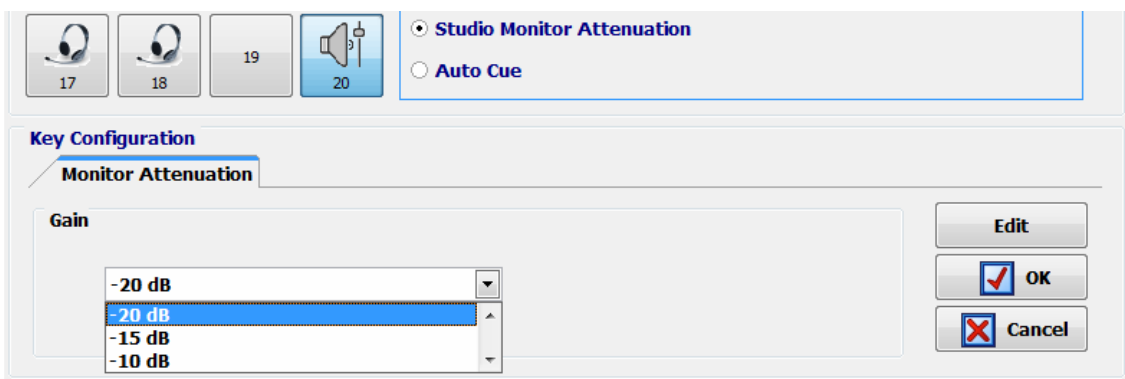 Studio Monitor Attenuation
Auto Cue
17
18
19
20
Key Configuration
Monitor Attenuation
Gain
-20 dB
-20 dB
-15 dB
-10 dB
Edit
OK
Cancel